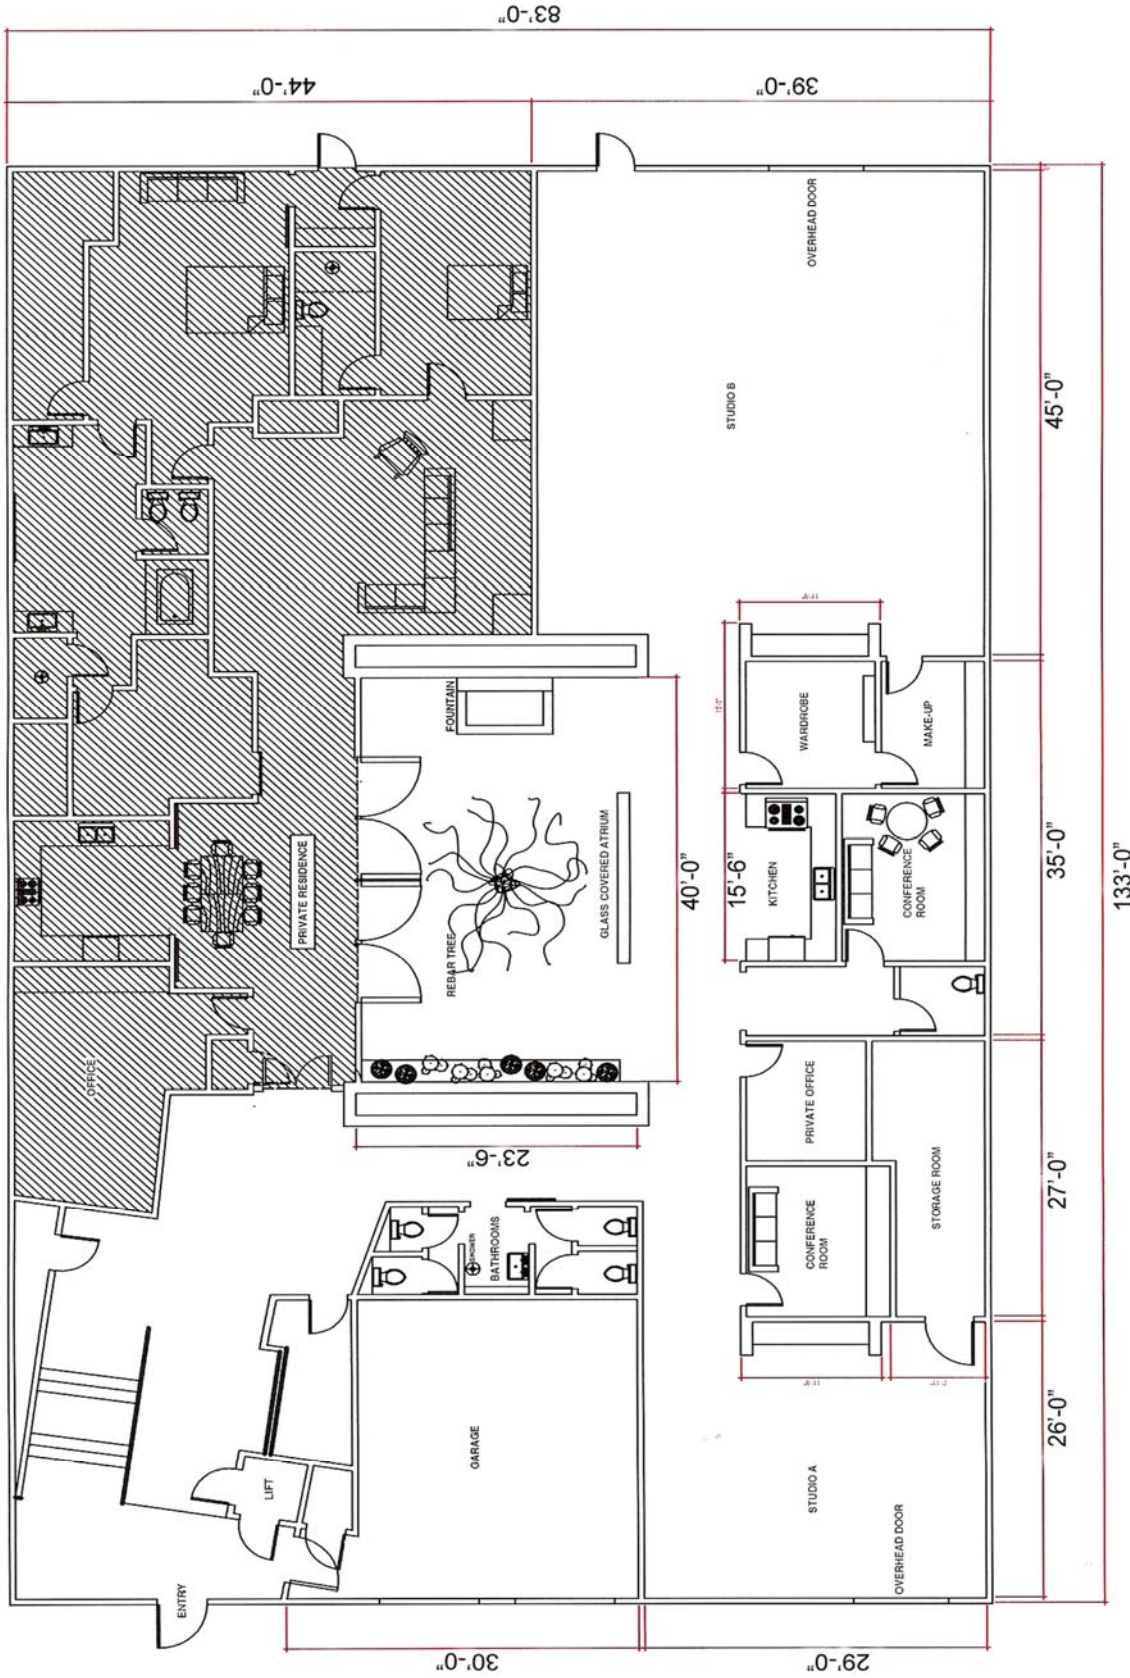 83'-0"
44'-0"
39'-0"
OVERHEAD DOOR
STUDIO B
45'-0"
FOUNTAIN
WARDROBE
MAKE-UP
PRIVATE RESIDENCE
REBAR TREE
GLASS COVERED ATRIUM
40'-0"
15'-6"
KITCHEN
CONFERENCE
ROOM
35'-0"
133'-0"
OFFICE
23'-6"
PRIVATE OFFICE
STORAGE ROOM
27'-0"
SHOWER
BATHROOMS
CONFERENCE
ROOM
GARAGE
LIFT
STUDIO A
26'-0"
OVERHEAD DOOR
ENTRY
30'-0"
29'-0"